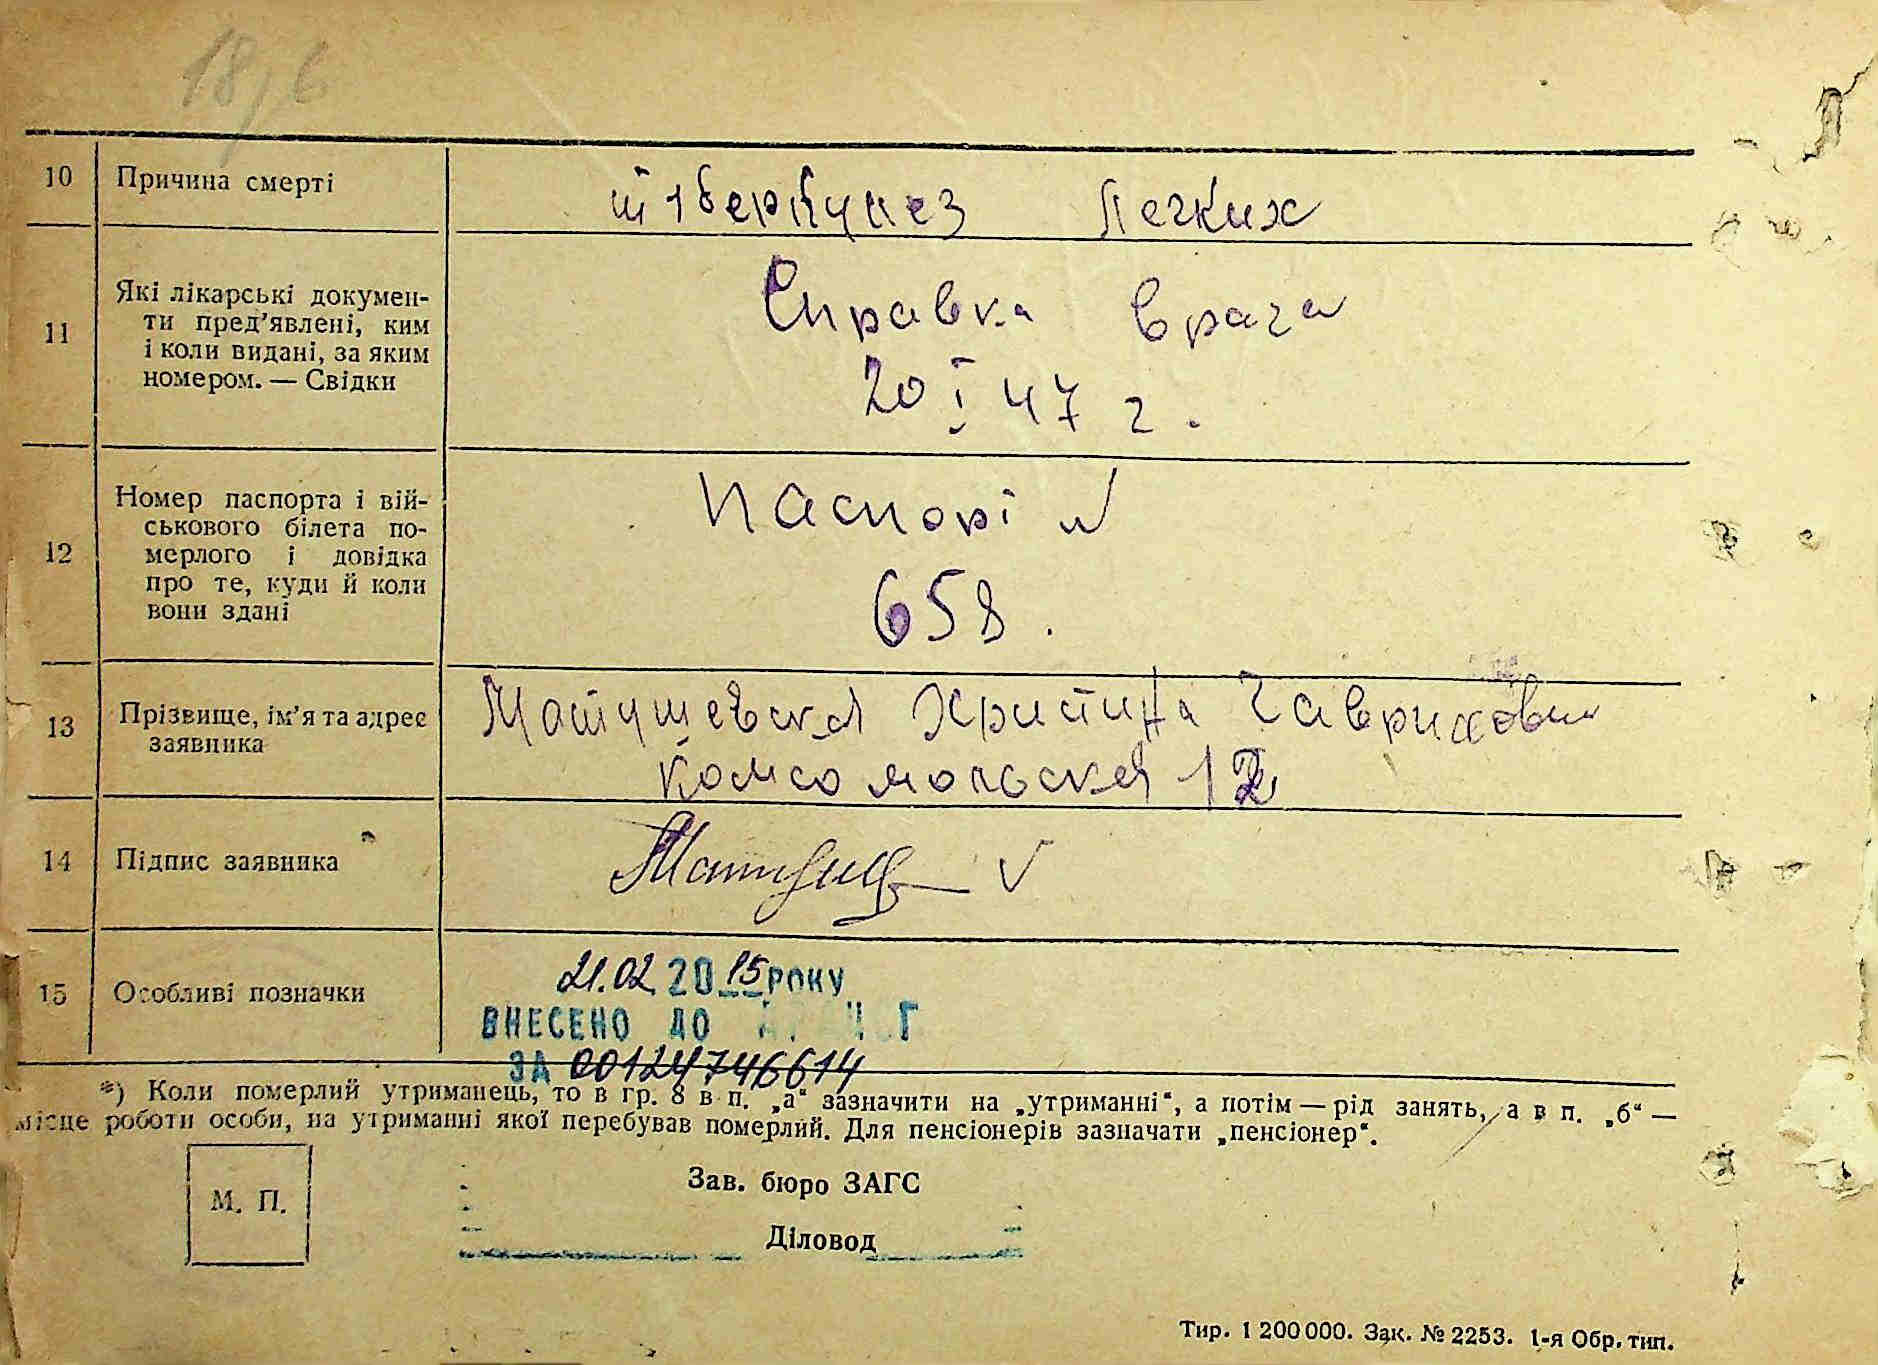 18/6
10 Причина смерті тіберкулез легких
11 Які лікарські докумен-
ти пред’явлені, ким
і коли видані, за яким
номером. — Свідки
Справка врача
20 I 47 г.
12 Номер паспорта і вій-
ськового білета по-
мерлого і довідка
про те, куди й коли
вони здані
паспорт №
658.
13 Прізвище, ім’я та адрес
заявника
Матушевская Христина Гавриловн
Комсомольская 12
14 Підпис заявника
15 Особливі позначки
21.02 2015 РОКУ
ВНЕСЕНО ДО
ЗА 00124746614
*) Коли померлий утриманець, то в гр. 8 в п. „а“ зазначити на „утриманні“, а потім — рід занять, а в п. „б“ —
місце роботи особи, на утриманні якої перебував померлий. Для пенсіонерів зазначати „пенсіонер“.
М. П.
Зав. бюро ЗАГС
Діловод
Тир. 1 200 000. Зак. № 2253. 1-я Обр. тип.